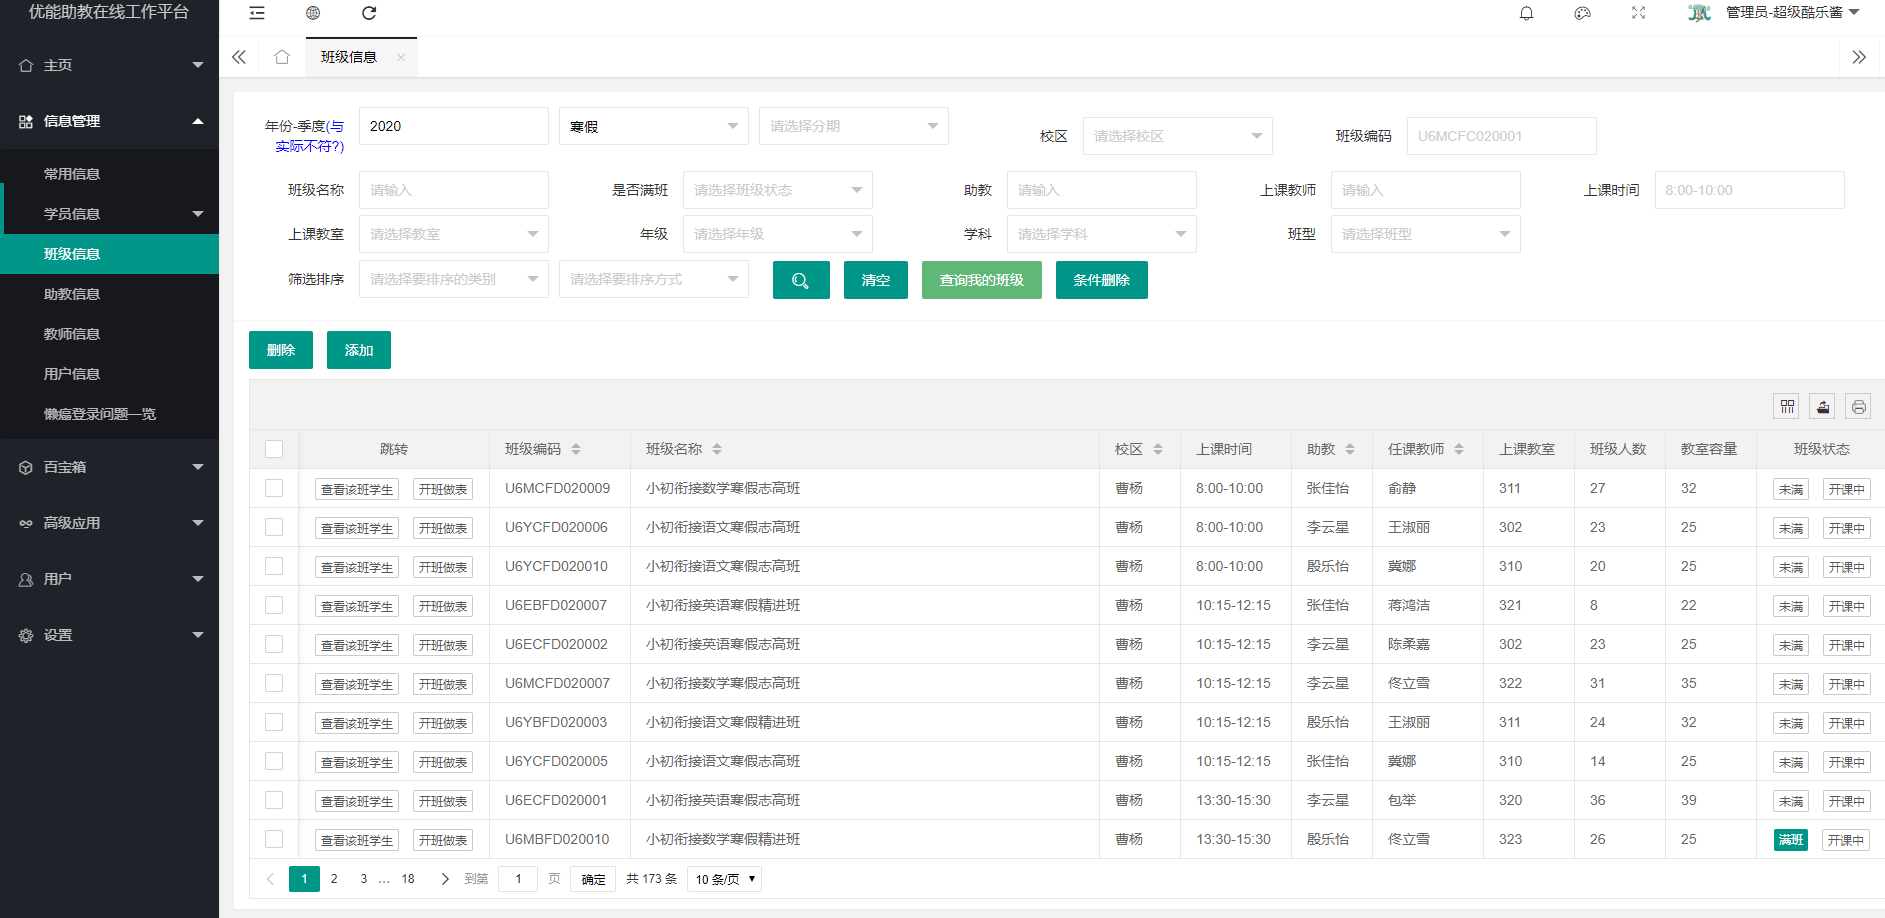 优能助教在线工作平台
管理员-超级酷乐酱
主页
信息管理
常用信息
学员信息
班级信息
助教信息
教师信息
用户信息
懒癌登录问题一览
百宝箱
高级应用
用户
设置
班级信息
年份-季度(与实际不符?) 2020 寒假 请选择分期 校区 请选择校区 班级编码 U6MCFC020001
班级名称 请输入 是否满班 请选择班级状态 助教 请输入 上课教师 请输入 上课时间 8:00-10:00
上课教室 请选择教室 年级 请选择年级 学科 请选择学科 班型 请选择班型
筛选排序 请选择要排序的类别 请选择要排序方式 清空 查询我的班级 条件删除
删除 添加
跳转 班级编码 班级名称 校区 上课时间 助教 任课教师 上课教室 班级人数 教室容量 班级状态
查看该班学生 开班做表 U6MCFD020009 小初衔接数学寒假志高班 曹杨 8:00-10:00 张佳怡 俞静 311 27 32 未满 开课中
查看该班学生 开班做表 U6YCFD020006 小初衔接语文寒假志高班 曹杨 8:00-10:00 李云星 王淑丽 302 23 25 未满 开课中
查看该班学生 开班做表 U6YCFD020010 小初衔接语文寒假志高班 曹杨 8:00-10:00 殷乐怡 冀娜 310 20 25 未满 开课中
查看该班学生 开班做表 U6EBFD020007 小初衔接英语寒假精进班 曹杨 10:15-12:15 张佳怡 蒋鸿洁 321 8 22 未满 开课中
查看该班学生 开班做表 U6ECFD020002 小初衔接英语寒假志高班 曹杨 10:15-12:15 李云星 陈柔嘉 302 23 25 未满 开课中
查看该班学生 开班做表 U6MCFD020007 小初衔接数学寒假志高班 曹杨 10:15-12:15 李云星 佟立雪 322 31 35 未满 开课中
查看该班学生 开班做表 U6YBFD020003 小初衔接语文寒假精进班 曹杨 10:15-12:15 殷乐怡 王淑丽 311 24 32 未满 开课中
查看该班学生 开班做表 U6YCFD020005 小初衔接语文寒假志高班 曹杨 10:15-12:15 张佳怡 冀娜 310 14 25 未满 开课中
查看该班学生 开班做表 U6ECFD020001 小初衔接英语寒假志高班 曹杨 13:30-15:30 李云星 包举 320 36 39 未满 开课中
查看该班学生 开班做表 U6MBFD020010 小初衔接数学寒假精进班 曹杨 13:30-15:30 殷乐怡 佟立雪 323 26 25 满班 开课中
1 2 3 ... 18 到第 1 页 确定 共 173 条 10 条/页